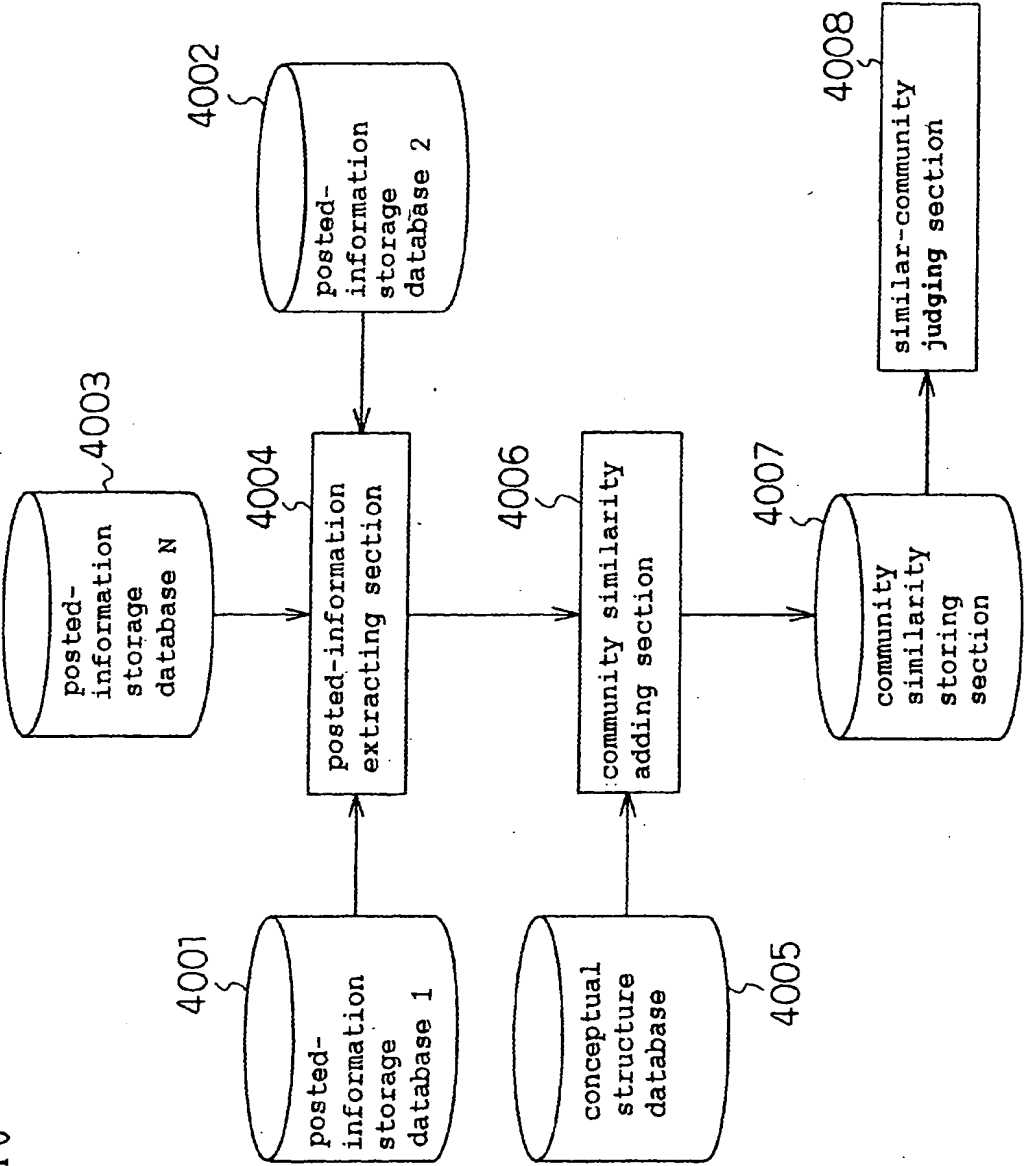 4003
posted-
information
storage
database N
4001
posted-
information
storage
database 1
4004
posted-information
extracting section
4002
posted-
information
storage
database 2
conceptual
structure
database
4005
4006
community similarity
adding section
4007
community
similarity
storing
section
4008
similar-community
judging section